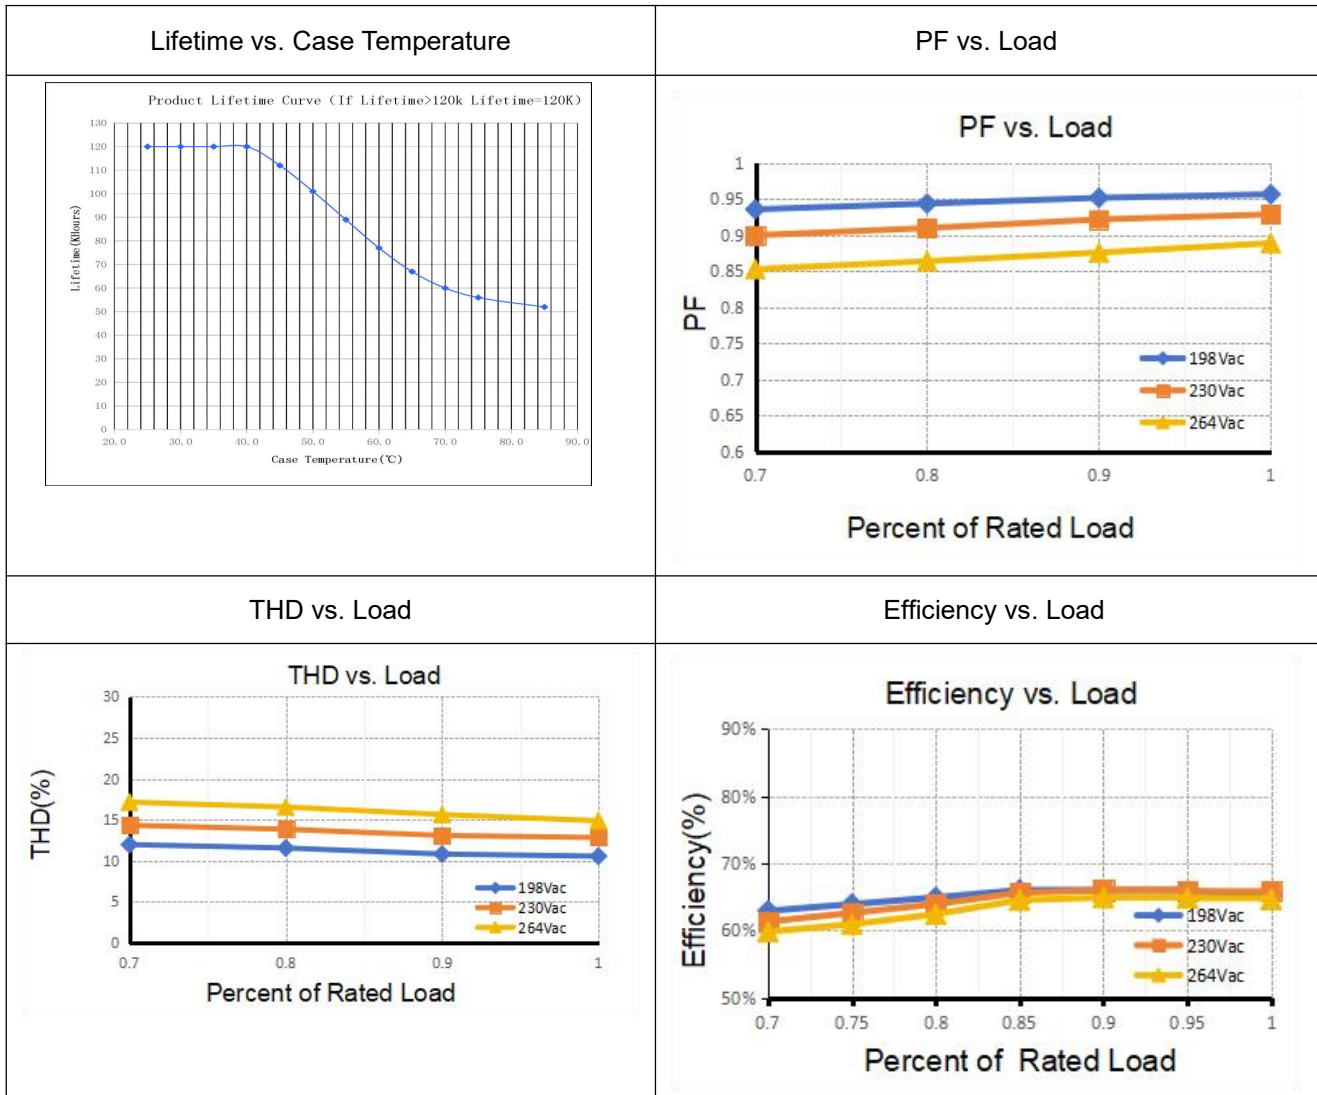 Lifetime vs. Case Temperature
PF vs. Load
Product Lifetime Curve (If Lifetime>120k Lifetime=120K)
130
120
110
100
90
80
70
60
50
40
30
20
10
0
Lifetime(KHours)
20.0 30.0 40.0 50.0 60.0 70.0 80.0 90.0
Case Temperature(℃)
PF vs. Load
1
0.95
0.9
0.85
0.8
0.75
0.7
0.65
0.6
PF
198Vac
230Vac
264Vac
0.7 0.8 0.9 1
Percent of Rated Load
THD vs. Load
Efficiency vs. Load
THD vs. Load
30
25
20
15
10
5
0
THD(%)
198Vac
230Vac
264Vac
0.7 0.8 0.9 1
Percent of Rated Load
Efficiency vs. Load
90%
80%
70%
60%
50%
Efficiency(%)
198Vac
230Vac
264Vac
0.7 0.75 0.8 0.85 0.9 0.95 1
Percent of Rated Load